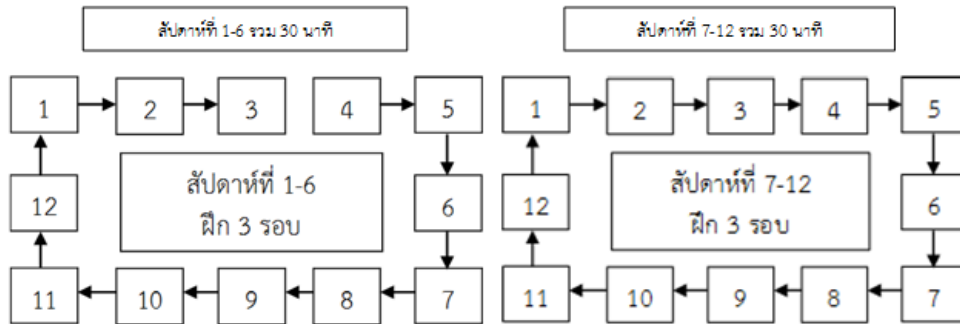 สัปดาห์ที่ 1-6 รวม 30 นาที
สัปดาห์ที่ 7-12 รวม 30 นาที
1 2 3 4 5
12
สัปดาห์ที่ 1-6
ฝึก 3 รอบ
6
11 10 9 8 7
1 2 3 4 5
12
สัปดาห์ที่ 7-12
ฝึก 3 รอบ
6
11 10 9 8 7